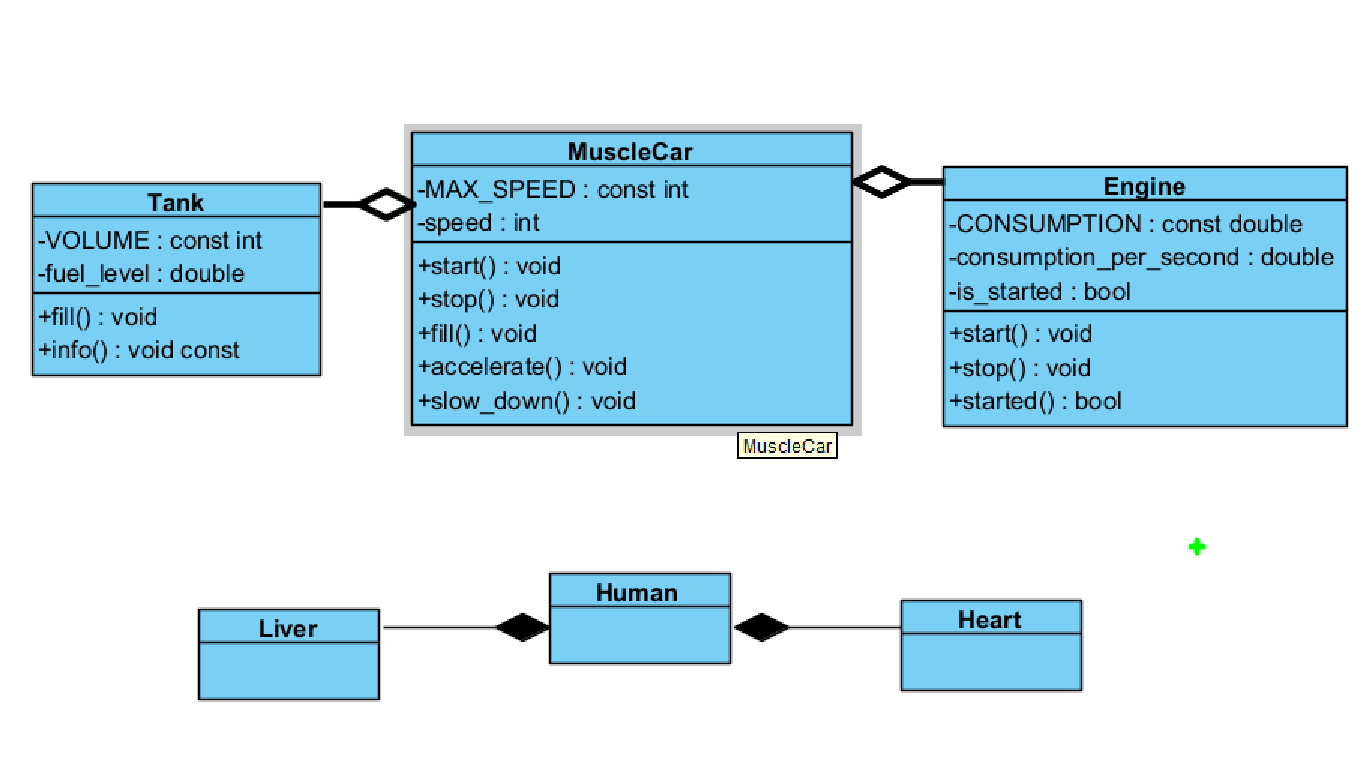 Tank
-VOLUME : const int
-fuel_level : double
+fill() : void
+info() : void const
MuscleCar
-MAX_SPEED : const int
-speed : int
+start() : void
+stop() : void
+fill() : void
+accelerate() : void
+slow_down() : void
MuscleCar
Engine
-CONSUMPTION : const double
-consumption_per_second : double
-is_started : bool
+start() : void
+stop() : void
+started() : bool
Liver
Human
Heart